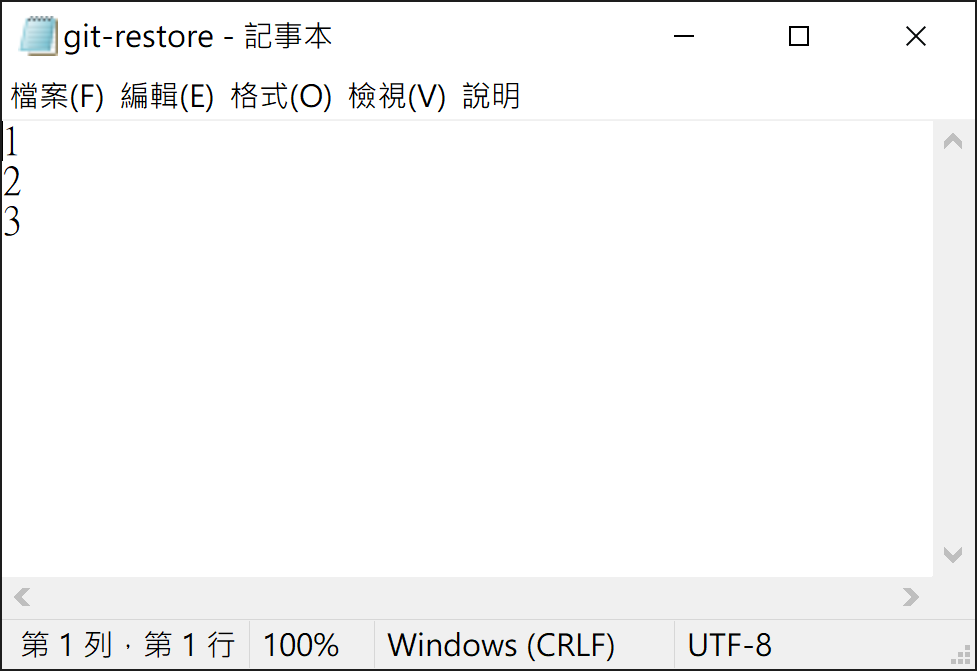 git-restore - 記事本
檔案(F) 編輯(E) 格式(O) 檢視(V) 說明
1
2
3
第 1 列，第 1 行 100% Windows (CRLF) UTF-8